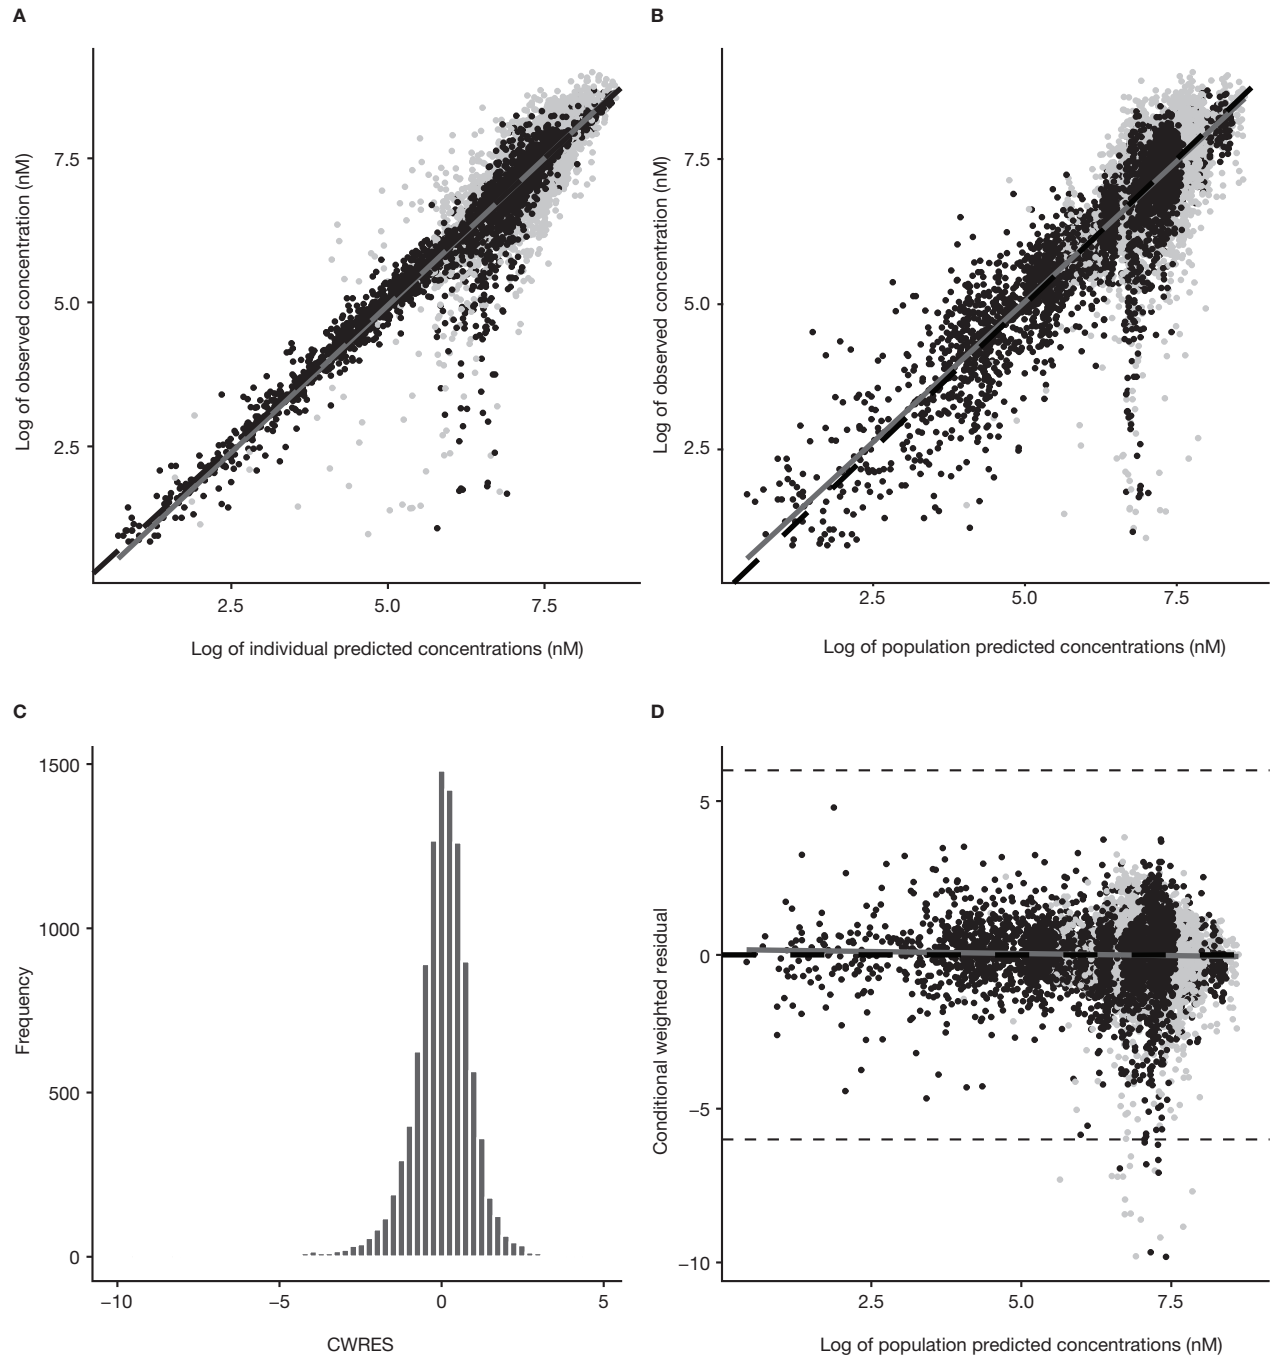 A
Log of observed concentration (nM)
7.5
5.0
2.5
2.5
5.0
7.5
Log of individual predicted concentrations (nM)
B
Log of observed concentration (nM)
7.5
5.0
2.5
2.5
5.0
7.5
Log of population predicted concentrations (nM)
C
Frequency
1500
1000
500
0
−10
−5
0
5
CWRES
D
Conditional weighted residual
5
0
−5
−10
2.5
5.0
7.5
Log of population predicted concentrations (nM)